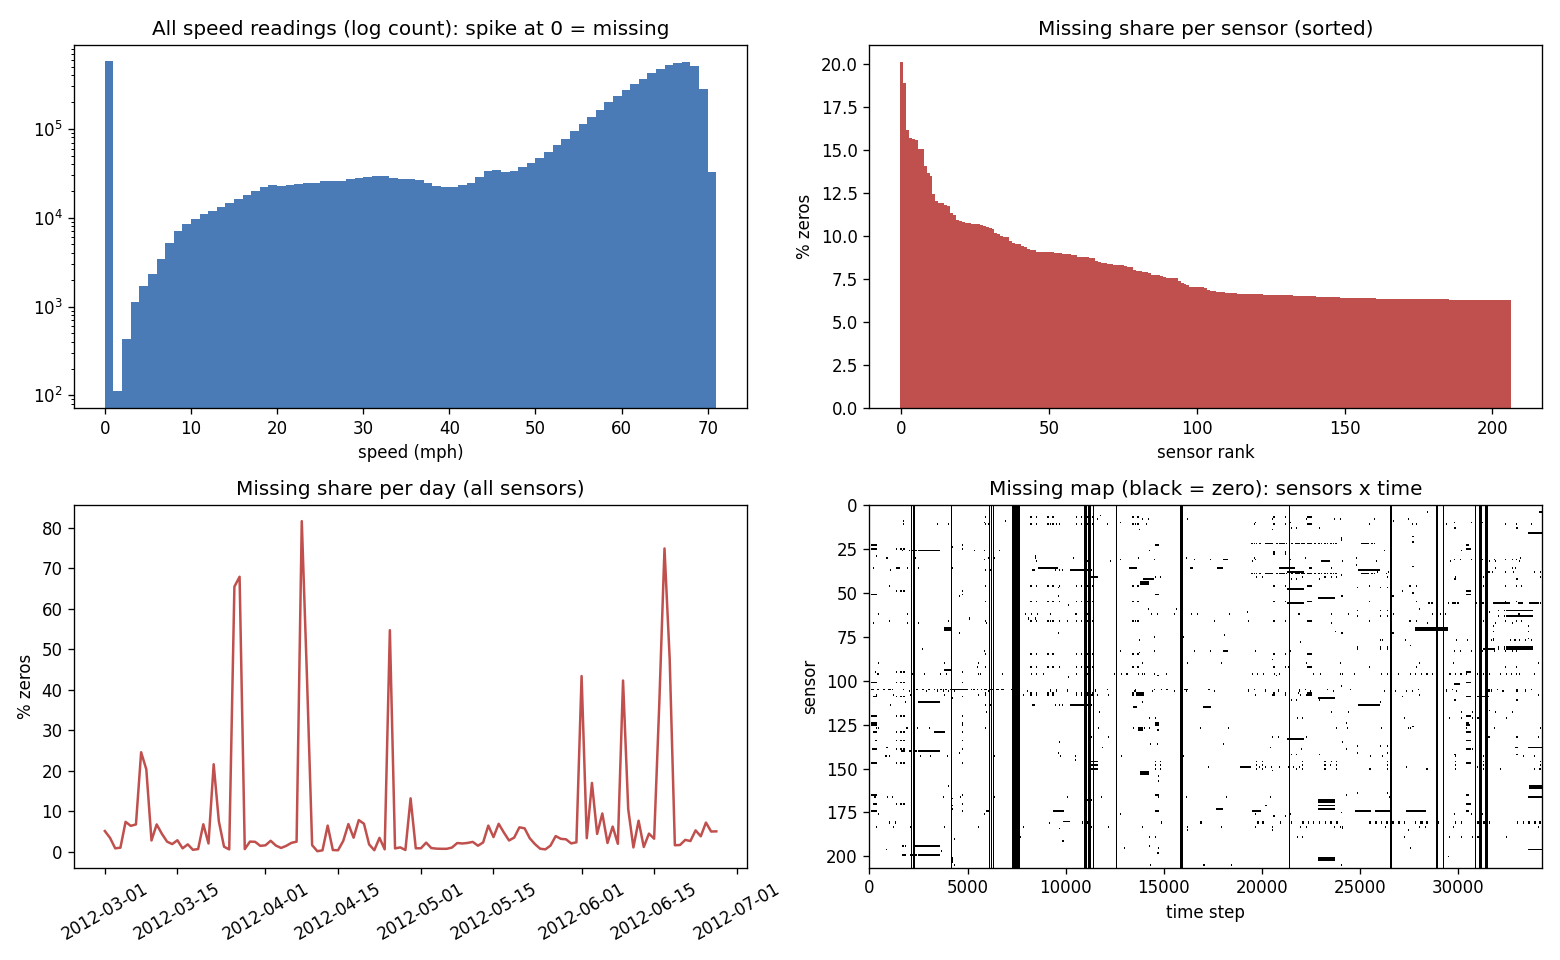 All speed readings (log count): spike at 0 = missing
10^5
10^4
10^3
10^2
0 10 20 30 40 50 60 70
speed (mph)
Missing share per sensor (sorted)
20.0
17.5
15.0
12.5
10.0
7.5
5.0
2.5
0.0
% zeros
0 50 100 150 200
sensor rank
Missing share per day (all sensors)
80
70
60
50
40
30
20
10
0
% zeros
2012-03-01 2012-03-15 2012-04-01 2012-04-15 2012-05-01 2012-05-15 2012-06-01 2012-06-15 2012-07-01
Missing map (black = zero): sensors x time
0
25
50
75
100
125
150
175
200
sensor
0 5000 10000 15000 20000 25000 30000
time step